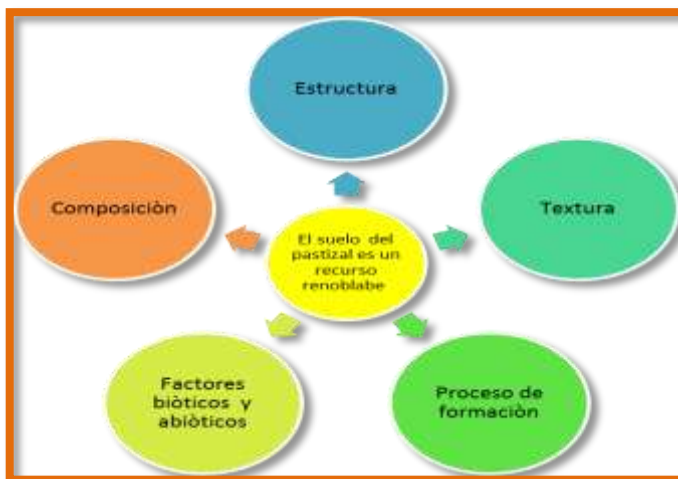 Estructura
Composiciòn
Textura
El suelo del
pastizal es un
recurso
renoblabe
Factores
biòticos y
abiòticos
Proceso de
formaciòn